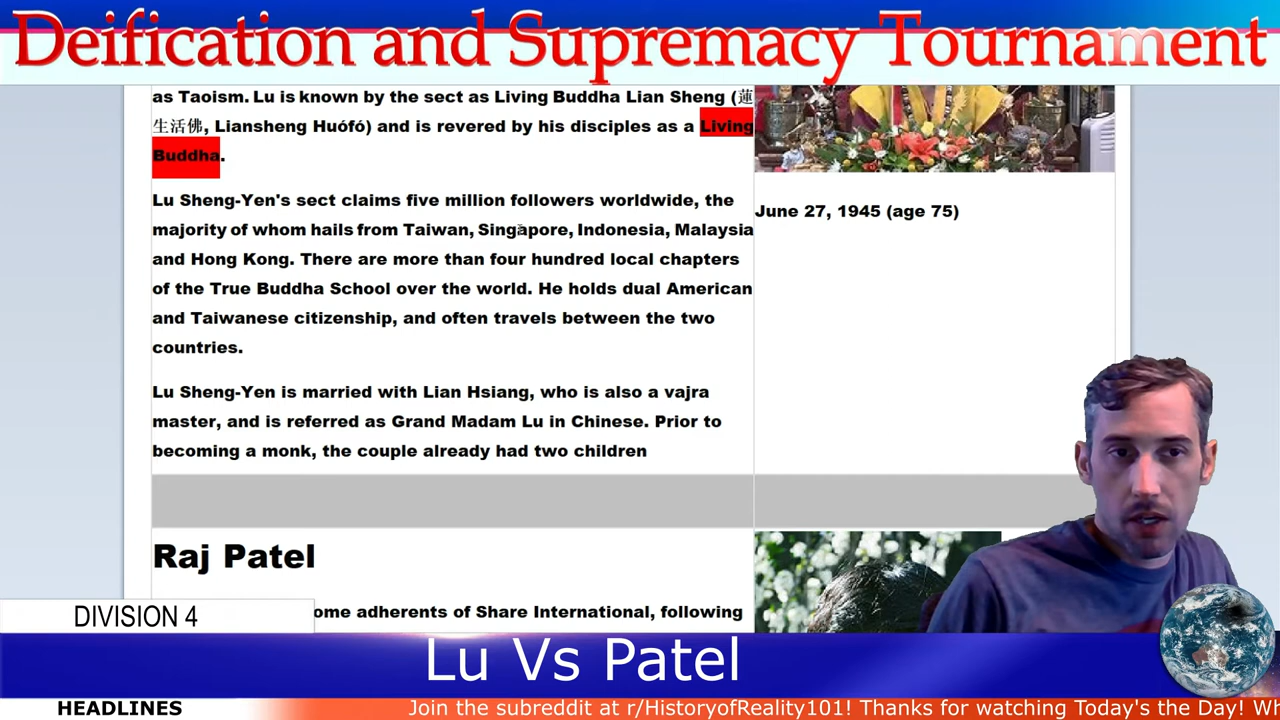 Deification and Supremacy Tournament
as Taoism. Lu is known by the sect as Living Buddha Lian Sheng (蓮
生活佛, Liansheng Huófó) and is revered by his disciples as a Living
Buddha.
Lu Sheng-Yen's sect claims five million followers worldwide, the
majority of whom hails from Taiwan, Singapore, Indonesia, Malaysia
and Hong Kong. There are more than four hundred local chapters
of the True Buddha School over the world. He holds dual American
and Taiwanese citizenship, and often travels between the two
countries.
Lu Sheng-Yen is married with Lian Hsiang, who is also a vajra
master, and is referred as Grand Madam Lu in Chinese. Prior to
becoming a monk, the couple already had two children
June 27, 1945 (age 75)
Raj Patel
ome adherents of Share International, following
DIVISION 4
Lu Vs Patel
HEADLINES
Join the subreddit at r/HistoryofReality101! Thanks for watching Today's the Day! Wh